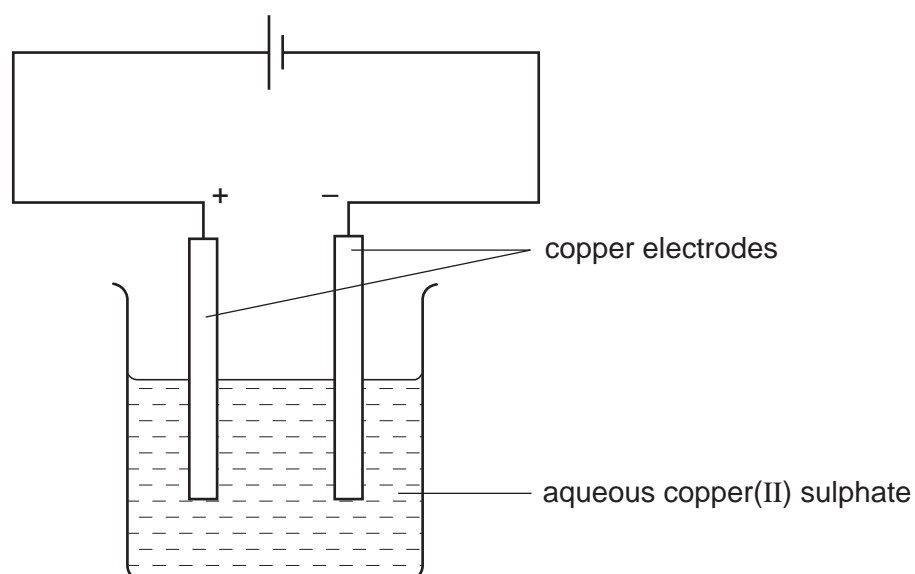 +
–
copper electrodes
aqueous copper(II) sulphate